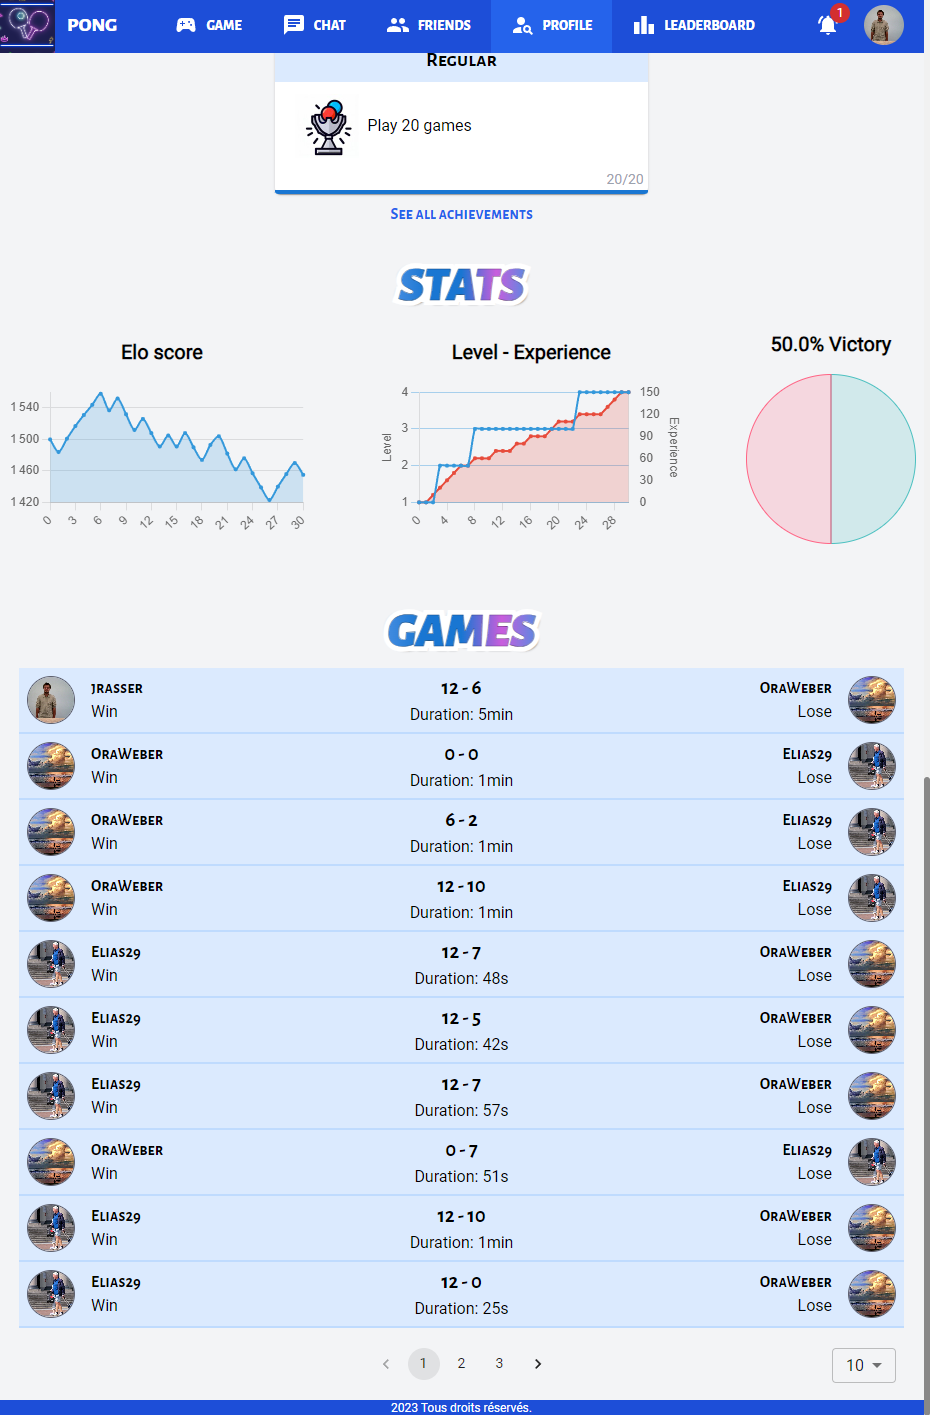 PONG GAME CHAT FRIENDS PROFILE LEADERBOARD 1
REGULAR
Play 20 games
20/20
SEE ALL ACHIEVEMENTS
STATS
Elo score
1 540
1 500
1 460
1 420
0 3 6 9 12 15 18 21 24 27 30
Level - Experience
Level
4
3
2
1
0 4 8 12 16 20 24 28
150
120
90
60
30
0
Experience
50.0% Victory
GAMES
JRASSER 12 - 6 ORAWEBER
Win Duration: 5min Lose
ORAWEBER 0 - 0 ELIAS29
Win Duration: 1min Lose
ORAWEBER 6 - 2 ELIAS29
Win Duration: 1min Lose
ORAWEBER 12 - 10 ELIAS29
Win Duration: 1min Lose
ELIAS29 12 - 7 ORAWEBER
Win Duration: 48s Lose
ELIAS29 12 - 5 ORAWEBER
Win Duration: 42s Lose
ELIAS29 12 - 7 ORAWEBER
Win Duration: 57s Lose
ORAWEBER 0 - 7 ELIAS29
Win Duration: 51s Lose
ELIAS29 12 - 10 ORAWEBER
Win Duration: 1min Lose
ELIAS29 12 - 0 ORAWEBER
Win Duration: 25s Lose
1 2 3 10
2023 Tous droits réservés.